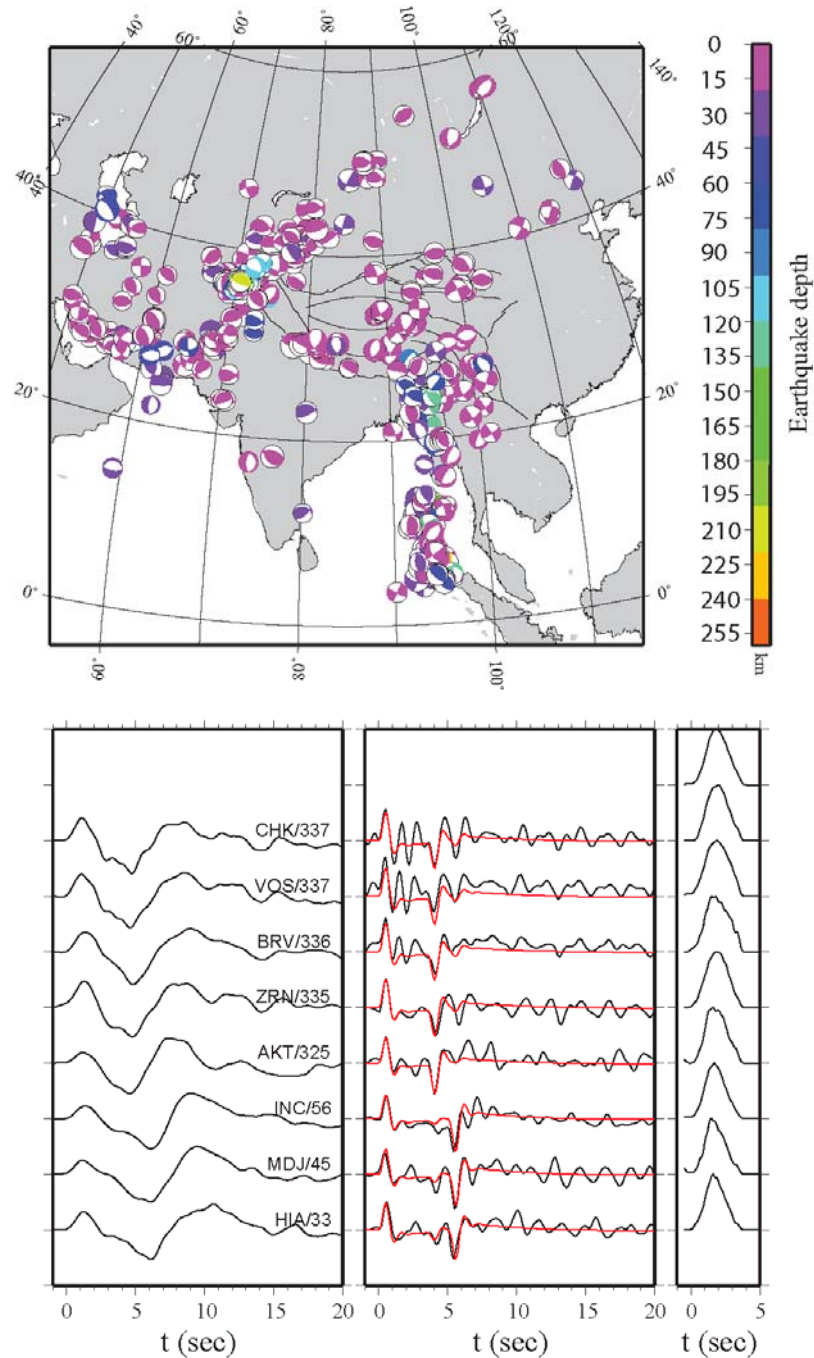 40° 60° 60° 80° 100° 120° 140°
40°
40°
20°
20°
0°
0°
60° 80° 100°
0
15
30
45
60
75
90
105
120
135
150
165
180
195
210
225
240
255
km
Earthquake depth
CHK/337
VOS/337
BRV/336
ZRN/335
AKT/325
INC/56
MDJ/45
HIA/33
0 5 10 15 20
0 5 10 15 20
0 5
t (sec)
t (sec)
t (sec)